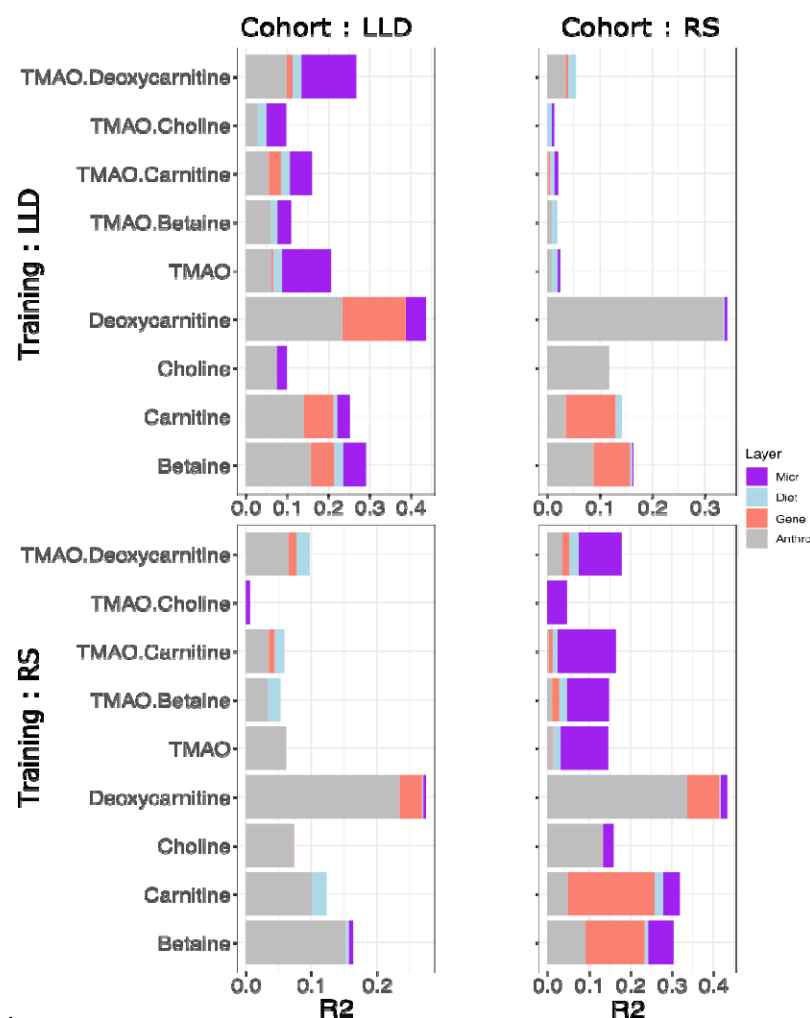 Cohort : LLD
Cohort : RS
Training : LLD
TMAO.Deoxycarnitine
TMAO.Choline
TMAO.Carnitine
TMAO.Betaine
TMAO
Deoxycarnitine
Choline
Carnitine
Betaine
0.0 0.1 0.2 0.3 0.4
0.0 0.1 0.2 0.3
Layer
Micr
Diet
Gene
Anthro
Training : RS
TMAO.Deoxycarnitine
TMAO.Choline
TMAO.Carnitine
TMAO.Betaine
TMAO
Deoxycarnitine
Choline
Carnitine
Betaine
0.0 0.1 0.2
0.0 0.1 0.2 0.3 0.4
R2
R2